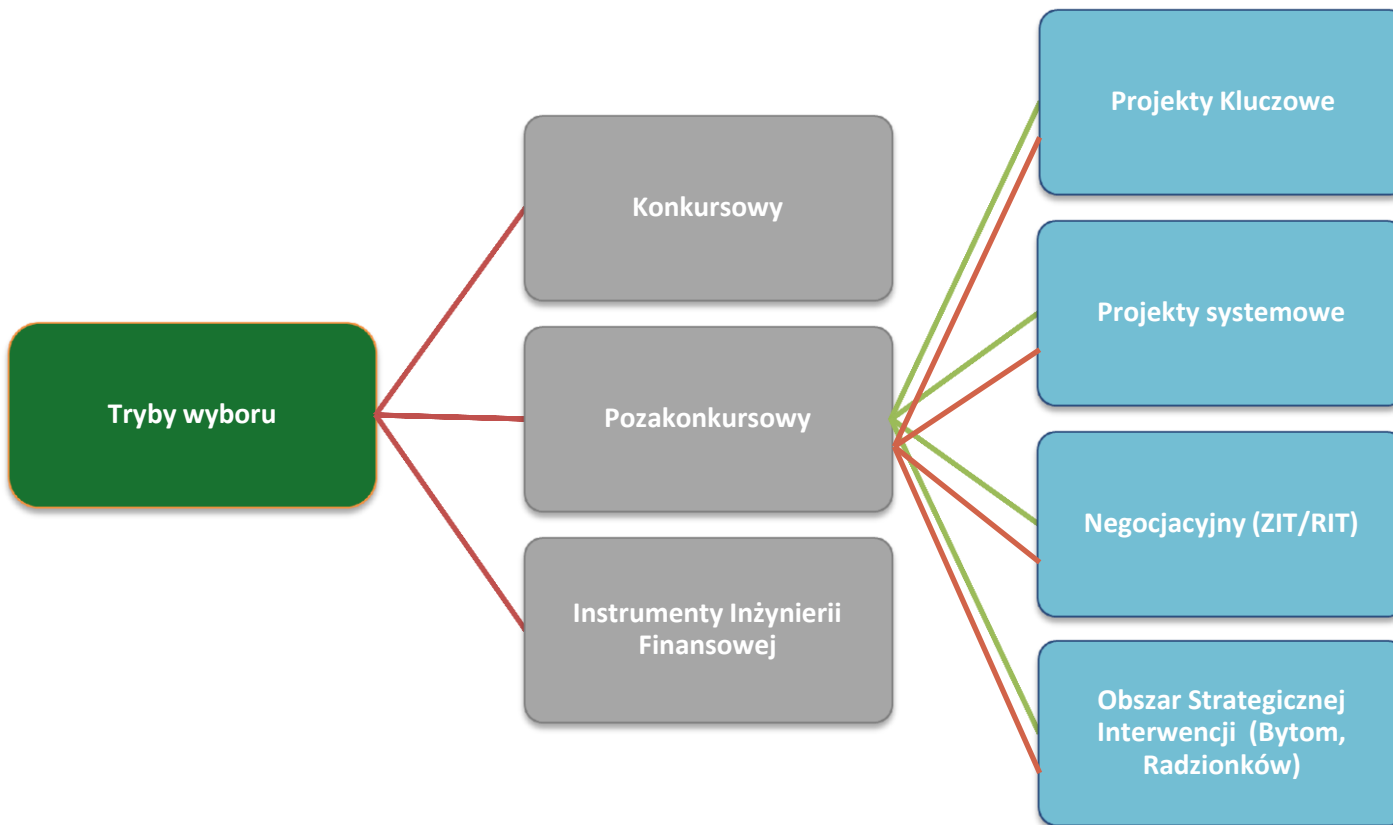 Tryby wyboru
Konkursowy
Pozakonkursowy
Instrumenty Inżynierii
Finansowej
Projekty Kluczowe
Projekty systemowe
Negocjacyjny (ZIT/RIT)
Obszar Strategicznej
Interwencji  (Bytom,
Radzionków)